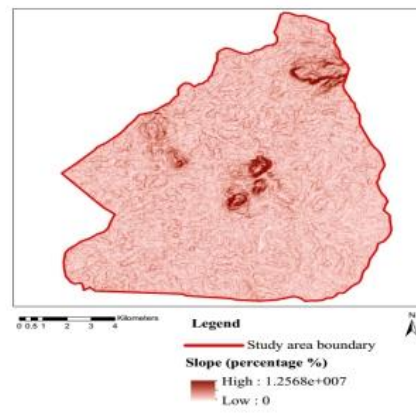 0 0.5 1 2 3 4
Kilometers
N
Legend
Study area boundary
Slope (percentage %)
High : 1.2568e+007
Low : 0